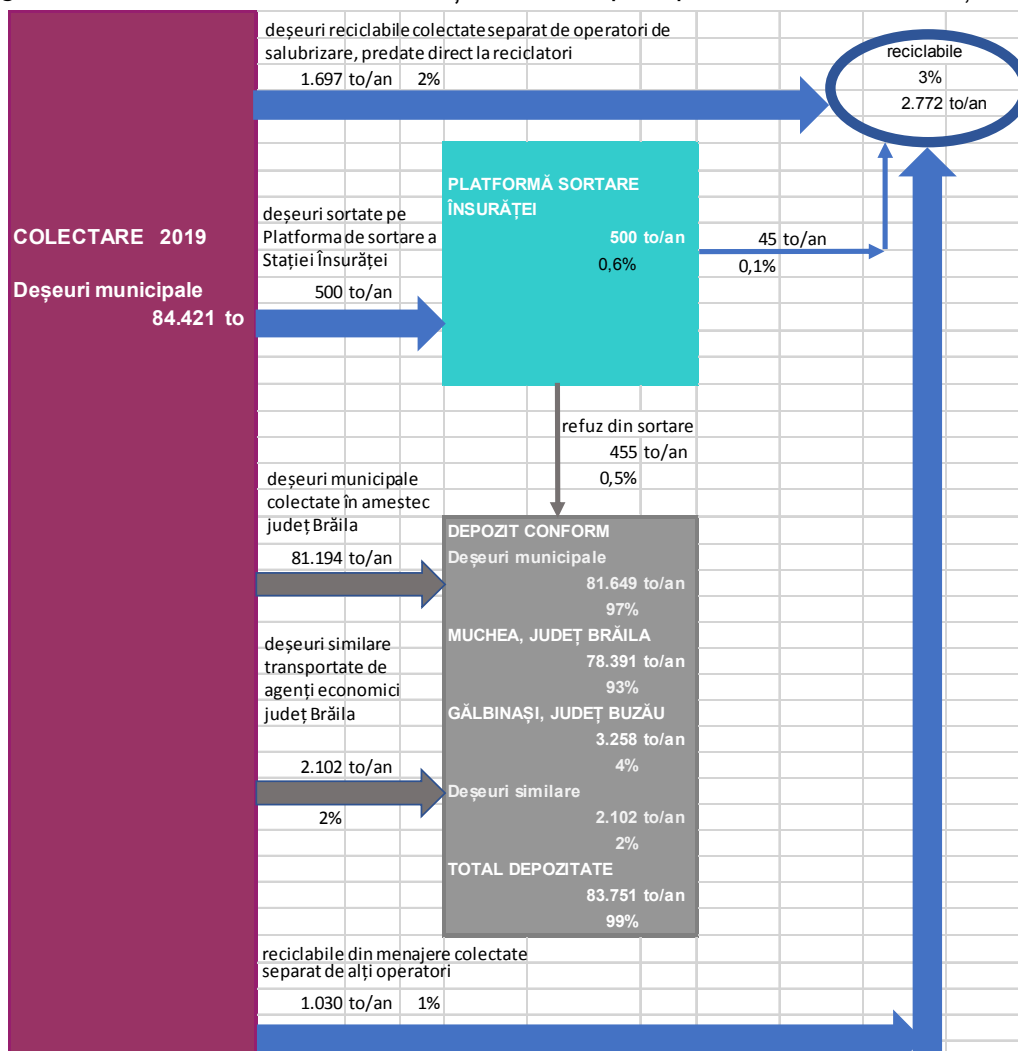 deșeuri reciclabile colectate separat de operatori de
salubrizare, predate direct la reciclatori
1.697 to/an 2%
reciclabile
3%
2.772 to/an
COLECTARE 2019
Deșeuri municipale
84.421 to
deșeuri sortate pe
Platforma de sortare a
Stației Însurăței
500 to/an
PLATFORMĂ SORTARE
ÎNSURĂȚEI
500 to/an
0,6%
45 to/an
0,1%
refuz din sortare
455 to/an
0,5%
deșeuri municipale
colectate în amestec
județ Brăila
81.194 to/an
DEPOZIT CONFORM
Deșeuri municipale
81.649 to/an
97%
MUCHEA, JUDEȚ BRĂILA
78.391 to/an
93%
GĂLBINAȘI, JUDEȚ BUZĂU
3.258 to/an
4%
Deșeuri similare
2.102 to/an
2%
TOTAL DEPOZITATE
83.751 to/an
99%
deșeuri similare
transportate de
agenți economici
județ Brăila
2.102 to/an
2%
reciclabile din menajere colectate
separat de alți operatori
1.030 to/an 1%